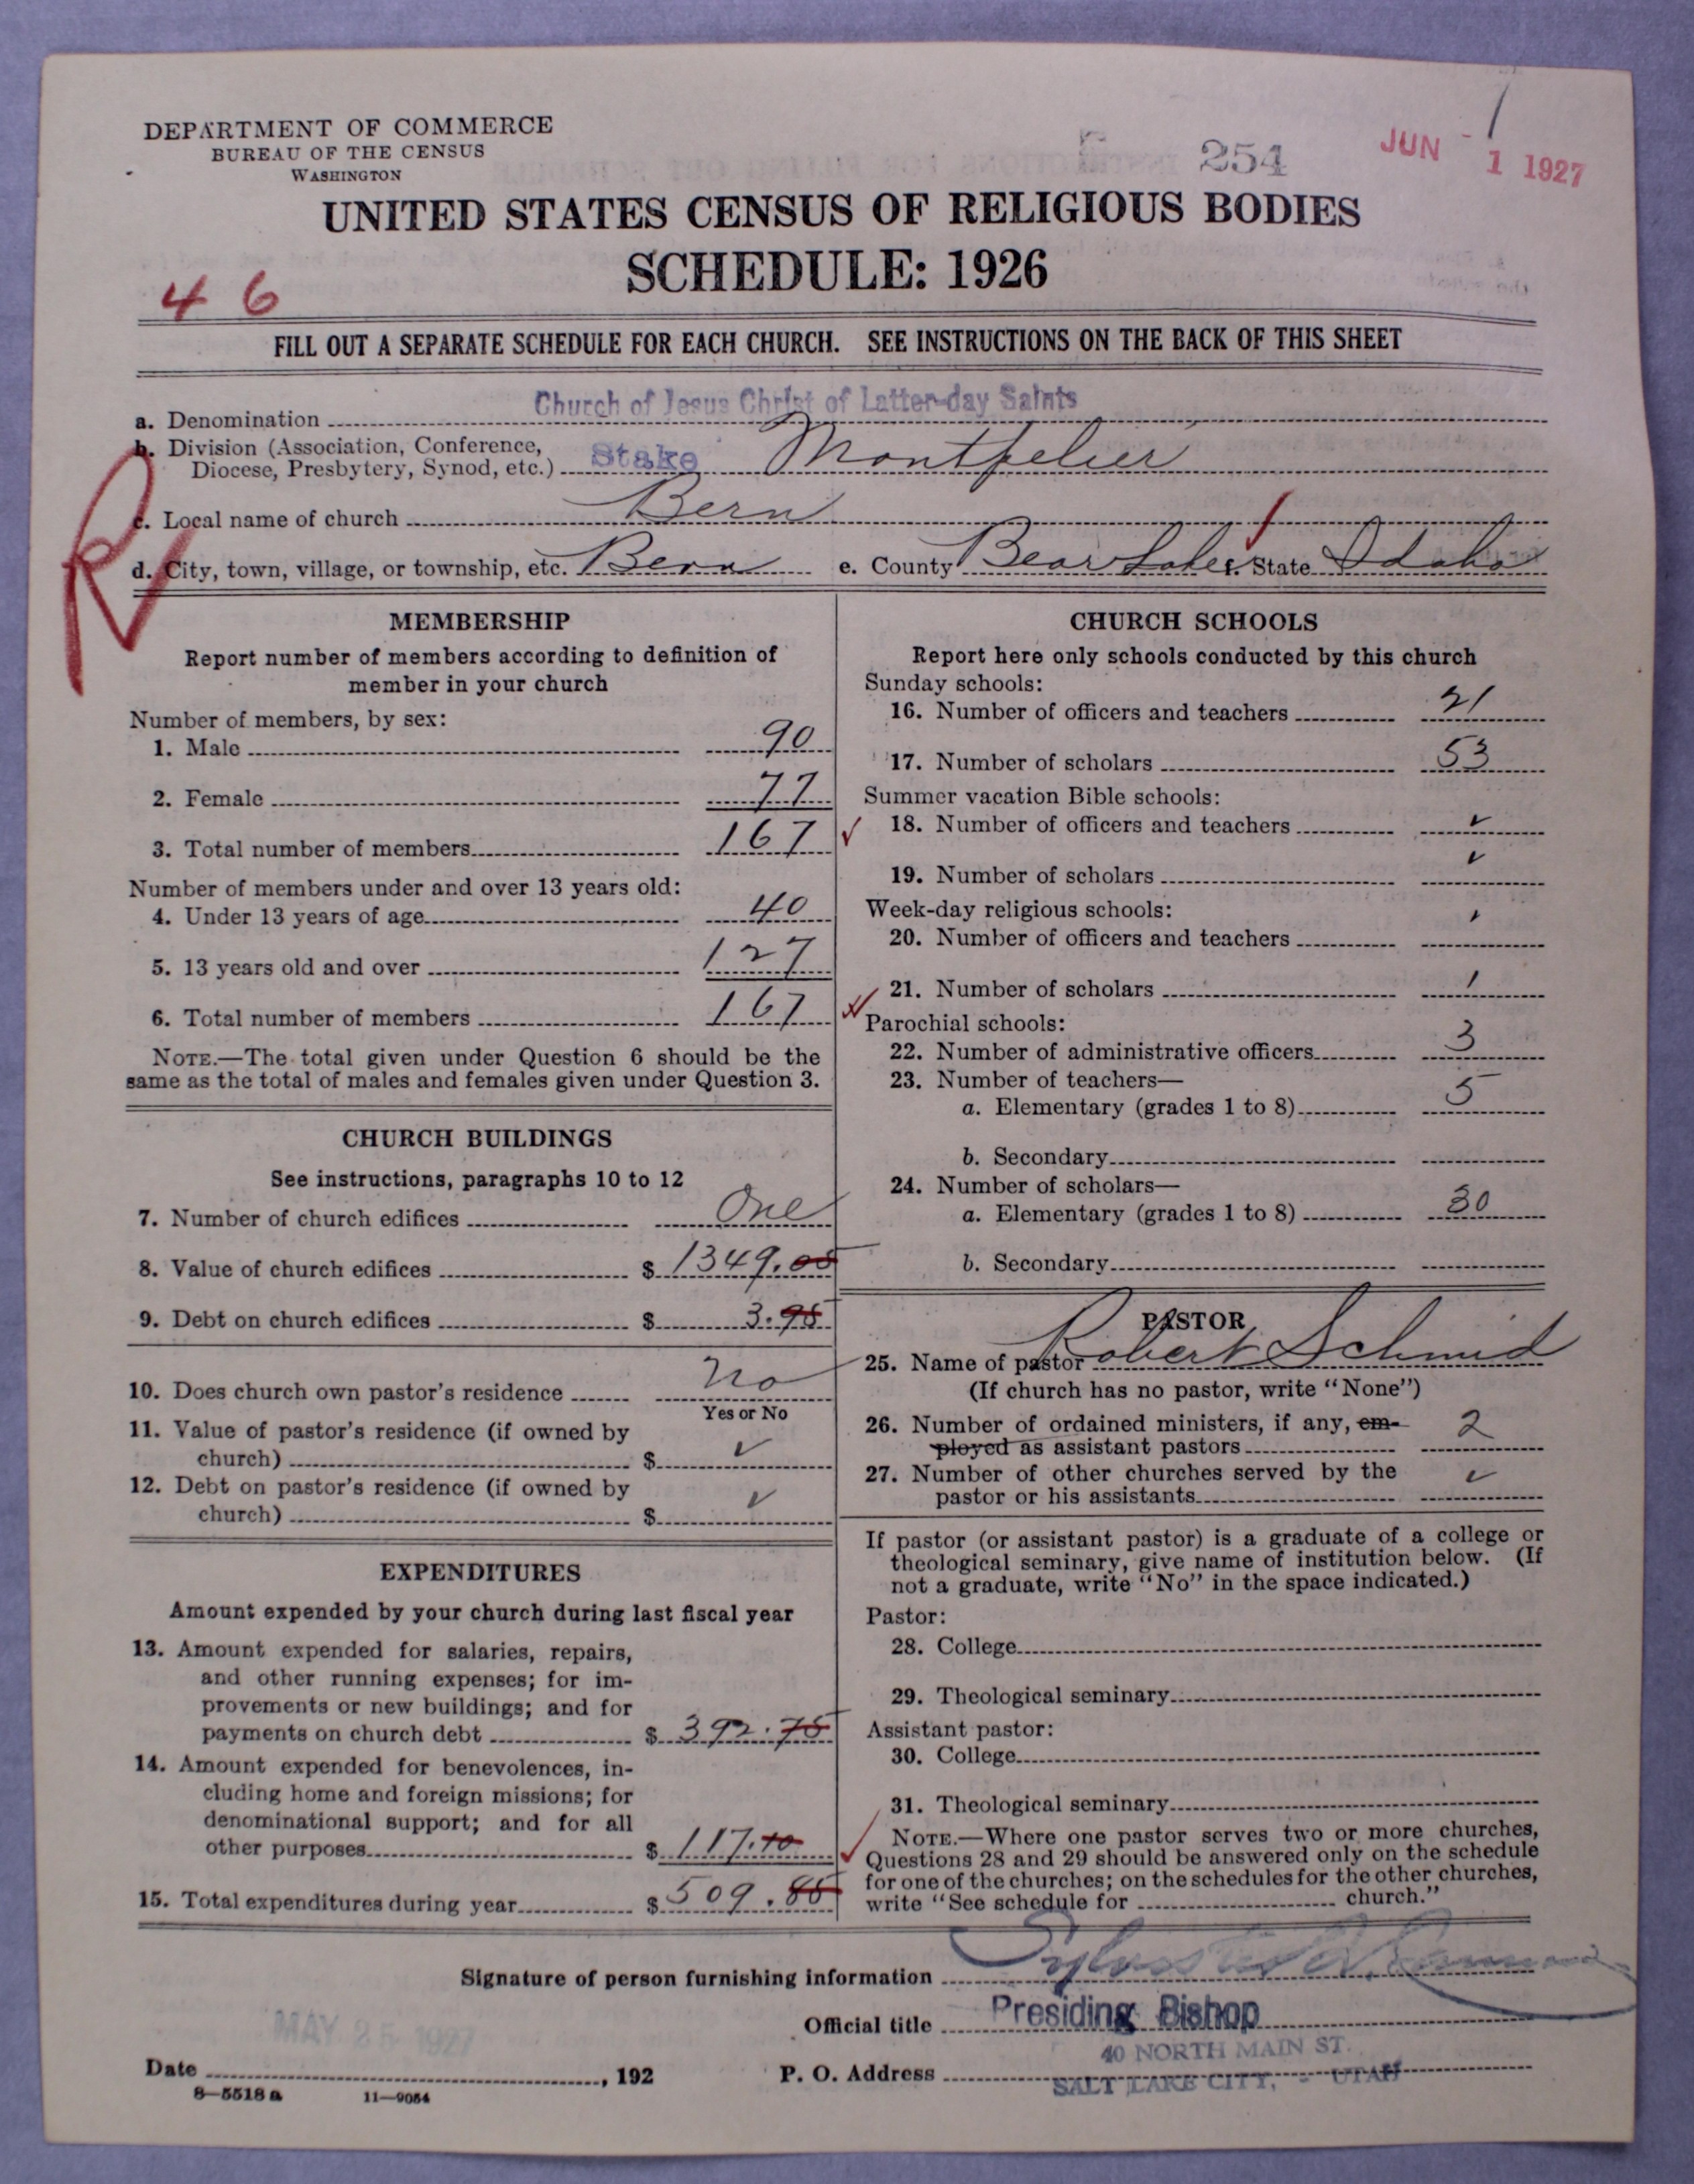 DEPARTMENT OF COMMERCE
BUREAU OF THE CENSUS
WASHINGTON
254
JUN - 1 1927
UNITED STATES CENSUS OF RELIGIOUS BODIES
SCHEDULE: 1926
46
FILL OUT A SEPARATE SCHEDULE FOR EACH CHURCH. SEE INSTRUCTIONS ON THE BACK OF THIS SHEET
a. Denomination Church of Jesus Christ of Latter-day Saints
b. Division (Association, Conference,
Diocese, Presbytery, Synod, etc.) Stake Montpelier
R
c. Local name of church Bern
d. City, town, village, or township, etc. Bern e. County Bear Lake f. State Idaho
MEMBERSHIP
Report number of members according to definition of
member in your church
Number of members, by sex:
1. Male 90
2. Female 77
3. Total number of members 167
Number of members under and over 13 years old:
4. Under 13 years of age 40
5. 13 years old and over 127
6. Total number of members 167
NOTE.—The total given under Question 6 should be the
same as the total of males and females given under Question 3.
CHURCH BUILDINGS
See instructions, paragraphs 10 to 12
7. Number of church edifices One
8. Value of church edifices $ 1349.05
9. Debt on church edifices $ 3.95
10. Does church own pastor's residence No
Yes or No
11. Value of pastor's residence (if owned by
church) $ ✓
12. Debt on pastor's residence (if owned by
church) $ ✓
EXPENDITURES
Amount expended by your church during last fiscal year
13. Amount expended for salaries, repairs,
and other running expenses; for im-
provements or new buildings; and for
payments on church debt $ 392.75
14. Amount expended for benevolences, in-
cluding home and foreign missions; for
denominational support; and for all
other purposes $ 117.10
15. Total expenditures during year $ 509.85
CHURCH SCHOOLS
Report here only schools conducted by this church
Sunday schools:
16. Number of officers and teachers 21
17. Number of scholars 53
Summer vacation Bible schools:
18. Number of officers and teachers ✓
19. Number of scholars ✓
Week-day religious schools:
20. Number of officers and teachers
21. Number of scholars
Parochial schools:
22. Number of administrative officers 3
23. Number of teachers—
a. Elementary (grades 1 to 8) 5
b. Secondary
24. Number of scholars—
a. Elementary (grades 1 to 8) 30
b. Secondary
PASTOR
25. Name of pastor Robert Schmid
(If church has no pastor, write "None")
26. Number of ordained ministers, if any, em-
ployed as assistant pastors 2
27. Number of other churches served by the
pastor or his assistants ✓
If pastor (or assistant pastor) is a graduate of a college or
theological seminary, give name of institution below. (If
not a graduate, write "No" in the space indicated.)
Pastor:
28. College
29. Theological seminary
Assistant pastor:
30. College
31. Theological seminary
NOTE.—Where one pastor serves two or more churches,
Questions 28 and 29 should be answered only on the schedule
for one of the churches; on the schedules for the other churches,
write "See schedule for church."
Signature of person furnishing information
Official title Presiding Bishop
MAY 25 1927
40 NORTH MAIN ST.
Date , 192 P. O. Address SALT LAKE CITY, - UTAH
8—5518 a 11—9054